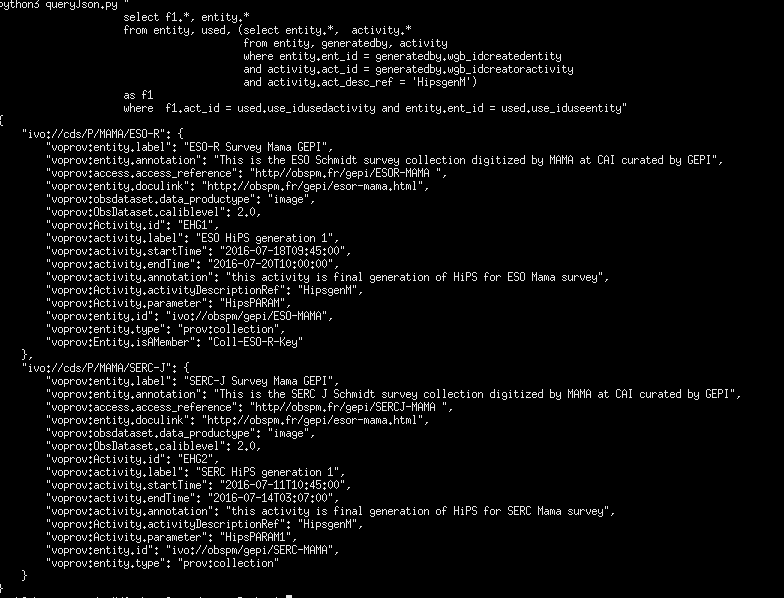 python3 queryJson.py "
select f1.*, entity.*
from entity, used, (select entity.*, activity.*
from entity, generatedby, activity
where entity.ent_id = generatedby.wgb_idcreatedentity
and generatedby.wgb_idcreatoractivity
and activity.act_desc_ref = 'HipsgenM')
as f1
where f1.act_id = used.use_idusedactivity and entity.ent_id = used.use_iduseentity"
{
"ivo://cds/P/MAMA/ESO-R": {
"voprov:entity.label": "ESO-R Survey Mama GEPI",
"voprov:entity.annotation": "This is the ESO Schmidt survey collection digitized by MAMA at CAI curated by GEPI",
"voprov:access.access_reference": "http//obspm.fr/gepi/ESOR-MAMA ",
"voprov:entity.doculink": "http://obspm.fr/gepi/esor-mama.html",
"voprov:obsdataset.data_productype": "image",
"voprov:ObsDataset.caliblevel": 2.0,
"voprov:Activity.id": "EHG1",
"voprov:activity.label": "ESO HiPS generation 1",
"voprov:activity.startTime": "2016-07-18T09:45:00",
"voprov:activity.endTime": "2016-07-20T10:00:00",
"voprov:activity.annotation": "this activity is final generation of HiPS for ESO Mama survey",
"voprov:Activity.activityDescriptionRef": "HipsgenM",
"voprov:Activity.parameter": "HipsPARAM",
"voprov:Entity.id": "ivo://obspm/gepi/ESO-MAMA",
"voprov:entity.type": "prov:collection",
"voprov:Entity.isAMember": "Coll-ESO-R-Key"
},
"ivo://cds/P/MAMA/SERC-J": {
"voprov:entity.label": "SERC-J Survey Mama GEPI",
"voprov:entity.annotation": "This is the SERC J Schmidt survey collection digitized by MAMA at CAI curated by GEPI",
"voprov:access.access_reference": "http//obspm.fr/gepi/SERCJ-MAMA ",
"voprov:entity.doculink": "http://obspm.fr/gepi/esor-mama.html",
"voprov:obsdataset.data_productype": "image",
"voprov:ObsDataset.caliblevel": 2.0,
"voprov:Activity.id": "EHG2",
"voprov:activity.label": "SERC HiPS generation 1",
"voprov:activity.startTime": "2016-07-11T10:45:00",
"voprov:activity.endTime": "2016-07-14T03:07:00",
"voprov:activity.annotation": "this activity is final generation of HiPS for SERC Mama survey",
"voprov:Activity.activityDescriptionRef": "HipsgenM",
"voprov:Activity.parameter": "HipsPARAM1",
"voprov:Entity.id": "ivo://obspm/gepi/SERC-MAMA",
"voprov:entity.type": "prov:collection"
}
}